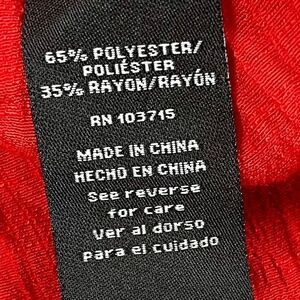 65% POLYESTER/
POLIÉSTER
35% RAYON/RAYÓN
RN 103715
MADE IN CHINA
HECHO EN CHINA
See reverse
for care
Ver al dorso
para el cuidado